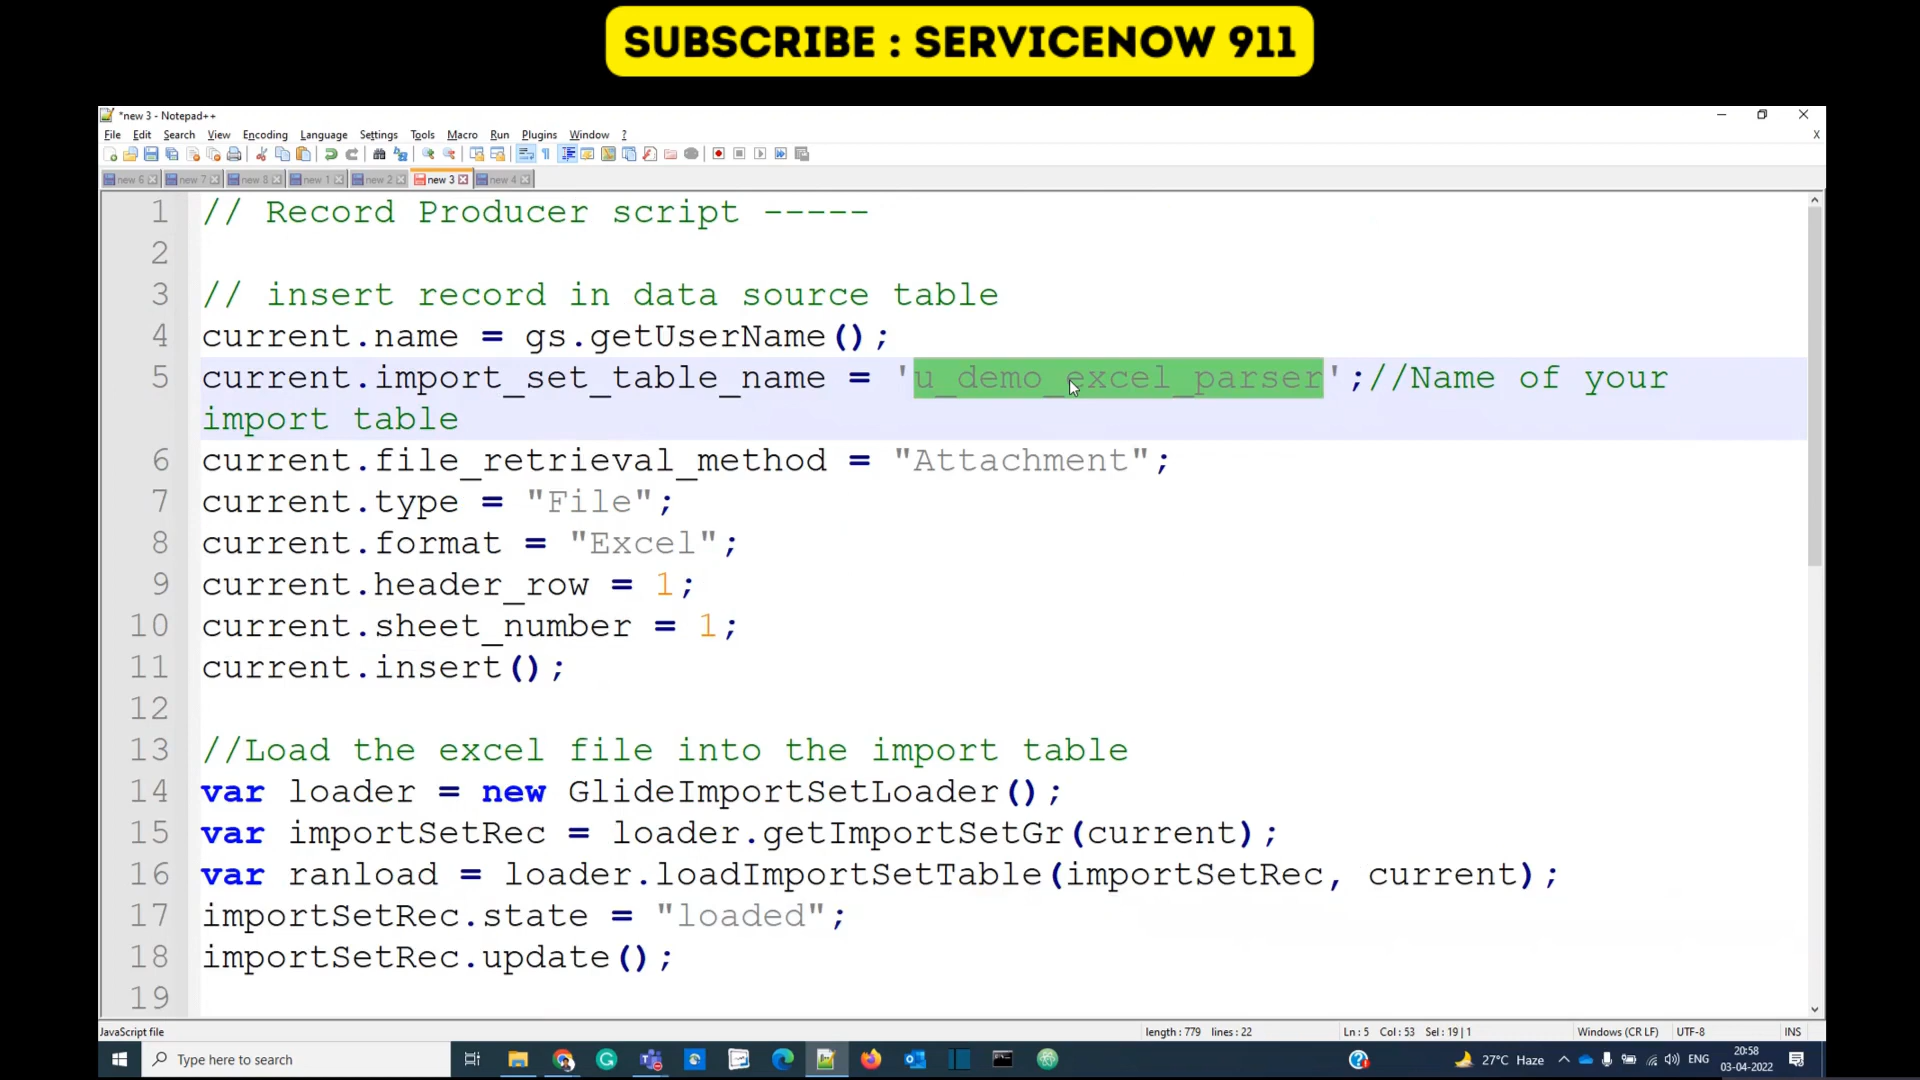 SUBSCRIBE : SERVICENOW 911
*new 3 - Notepad++
File Edit Search View Encoding Language Settings Tools Macro Run Plugins Window ?
X
new 6 new 7 new 8 new 1 new 2 new 3 new 4
1 // Record Producer script -----
2
3 // insert record in data source table
4 current.name = gs.getUserName();
5 current.import_set_table_name = 'u_demo_excel_parser';//Name of your
import table
6 current.file_retrieval_method = "Attachment";
7 current.type = "File";
8 current.format = "Excel";
9 current.header_row = 1;
10 current.sheet_number = 1;
11 current.insert();
12
13 //Load the excel file into the import table
14 var loader = new GlideImportSetLoader();
15 var importSetRec = loader.getImportSetGr(current);
16 var ranload = loader.loadImportSetTable(importSetRec, current);
17 importSetRec.state = "loaded";
18 importSetRec.update();
19
JavaScript file length : 779 lines : 22 Ln : 5 Col : 53 Sel : 19 | 1 Windows (CR LF) UTF-8 INS
Type here to search 27°C Haze ENG 20:58
03-04-2022